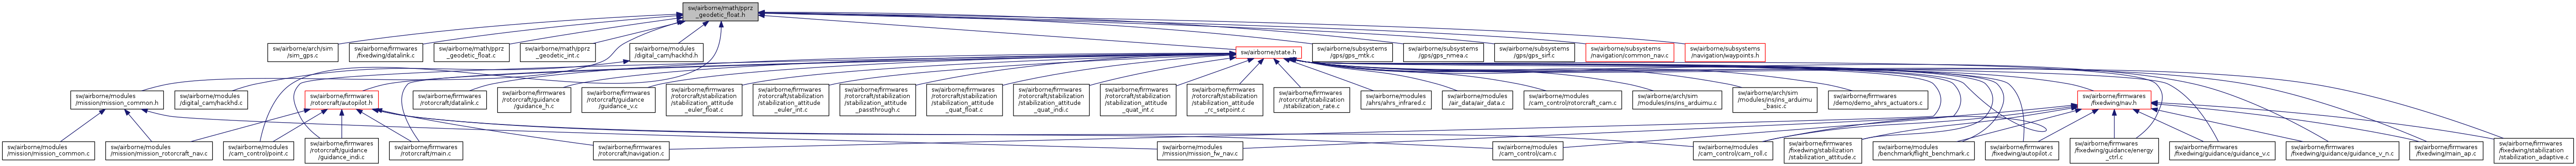 sw/airborne/math/pprz
_geodetic_float.h
sw/airborne/arch/sim
/sim_gps.c
sw/airborne/firmwares
/fixedwing/datalink.c
sw/airborne/math/pprz
_geodetic_float.c
sw/airborne/math/pprz
_geodetic_int.c
sw/airborne/modules
/digital_cam/hackhd.h
sw/airborne/state.h
sw/airborne/subsystems
/gps/gps_mtk.c
sw/airborne/subsystems
/gps/gps_nmea.c
sw/airborne/subsystems
/gps/gps_sirf.c
sw/airborne/subsystems
/navigation/common_nav.c
sw/airborne/subsystems
/navigation/waypoints.h
sw/airborne/modules
/mission/mission_common.h
sw/airborne/modules
/digital_cam/hackhd.c
sw/airborne/firmwares
/rotorcraft/autopilot.h
sw/airborne/firmwares
/rotorcraft/datalink.c
sw/airborne/firmwares
/rotorcraft/guidance
/guidance_h.c
sw/airborne/firmwares
/rotorcraft/guidance
/guidance_v.c
sw/airborne/firmwares
/rotorcraft/stabilization
/stabilization_attitude
_euler_float.c
sw/airborne/firmwares
/rotorcraft/stabilization
/stabilization_attitude
_euler_int.c
sw/airborne/firmwares
/rotorcraft/stabilization
/stabilization_attitude
_passthrough.c
sw/airborne/firmwares
/rotorcraft/stabilization
/stabilization_attitude
_quat_float.c
sw/airborne/firmwares
/rotorcraft/stabilization
/stabilization_attitude
_quat_indi.c
sw/airborne/firmwares
/rotorcraft/stabilization
/stabilization_attitude
_quat_int.c
sw/airborne/firmwares
/rotorcraft/stabilization
/stabilization_attitude
_rc_setpoint.c
sw/airborne/firmwares
/rotorcraft/stabilization
/stabilization_rate.c
sw/airborne/modules
/ahrs/ahrs_infrared.c
sw/airborne/modules
/air_data/air_data.c
sw/airborne/modules
/cam_control/rotorcraft_cam.c
sw/airborne/arch/sim
/modules/ins/ins_arduimu.c
sw/airborne/arch/sim
/modules/ins/ins_arduimu
_basic.c
sw/airborne/firmwares
/demo/demo_ahrs_actuators.c
sw/airborne/firmwares
/fixedwing/nav.h
sw/airborne/modules
/mission/mission_common.c
sw/airborne/modules
/mission/mission_rotorcraft_nav.c
sw/airborne/modules
/cam_control/point.c
sw/airborne/firmwares
/rotorcraft/guidance
/guidance_indi.c
sw/airborne/firmwares
/rotorcraft/main.c
sw/airborne/firmwares
/rotorcraft/navigation.c
sw/airborne/modules
/mission/mission_fw_nav.c
sw/airborne/modules
/cam_control/cam.c
sw/airborne/modules
/cam_control/cam_roll.c
sw/airborne/firmwares
/fixedwing/stabilization
/stabilization_attitude.c
sw/airborne/modules
/benchmark/flight_benchmark.c
sw/airborne/firmwares
/fixedwing/autopilot.c
sw/airborne/firmwares
/fixedwing/guidance/energy
_ctrl.c
sw/airborne/firmwares
/fixedwing/guidance/guidance_v.c
sw/airborne/firmwares
/fixedwing/guidance/guidance_v_n.c
sw/airborne/firmwares
/fixedwing/main_ap.c
sw/airborne/firmwares
/fixedwing/stabilization
/stabilization_adaptive.c